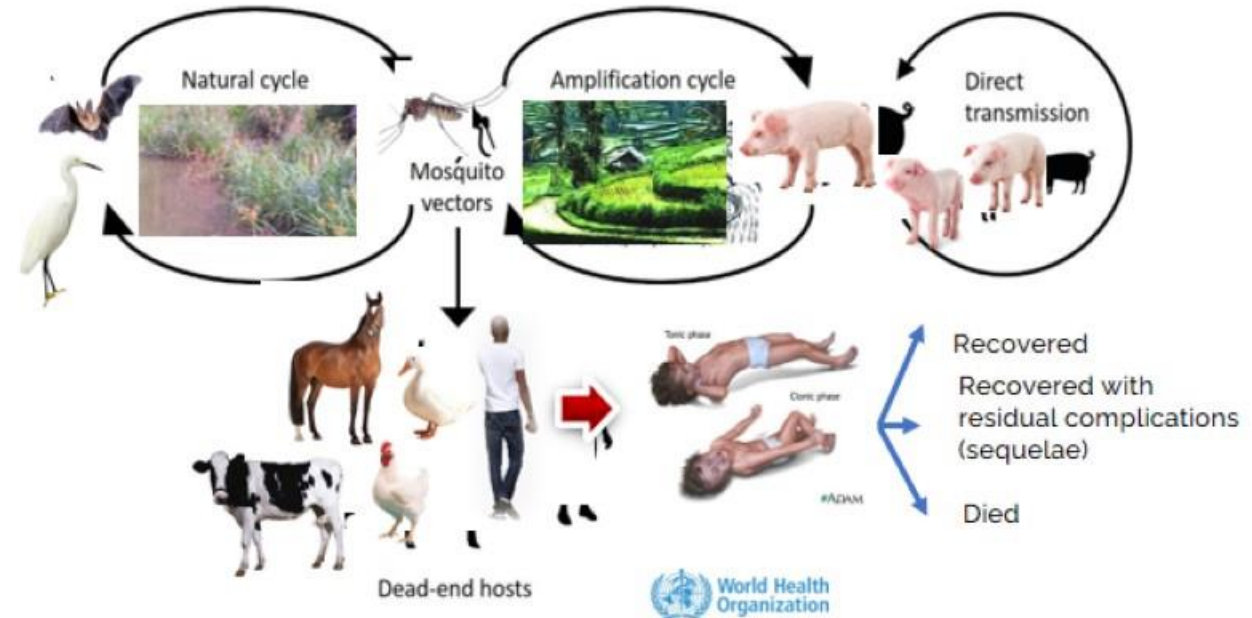 Natural cycle
Amplification cycle
Direct
transmission
Mosquito
vectors
Tonic phase
Clonic phase
Recovered
Recovered with
residual complications
(sequelae)
Died
ADAM
Dead-end hosts
World Health
Organization